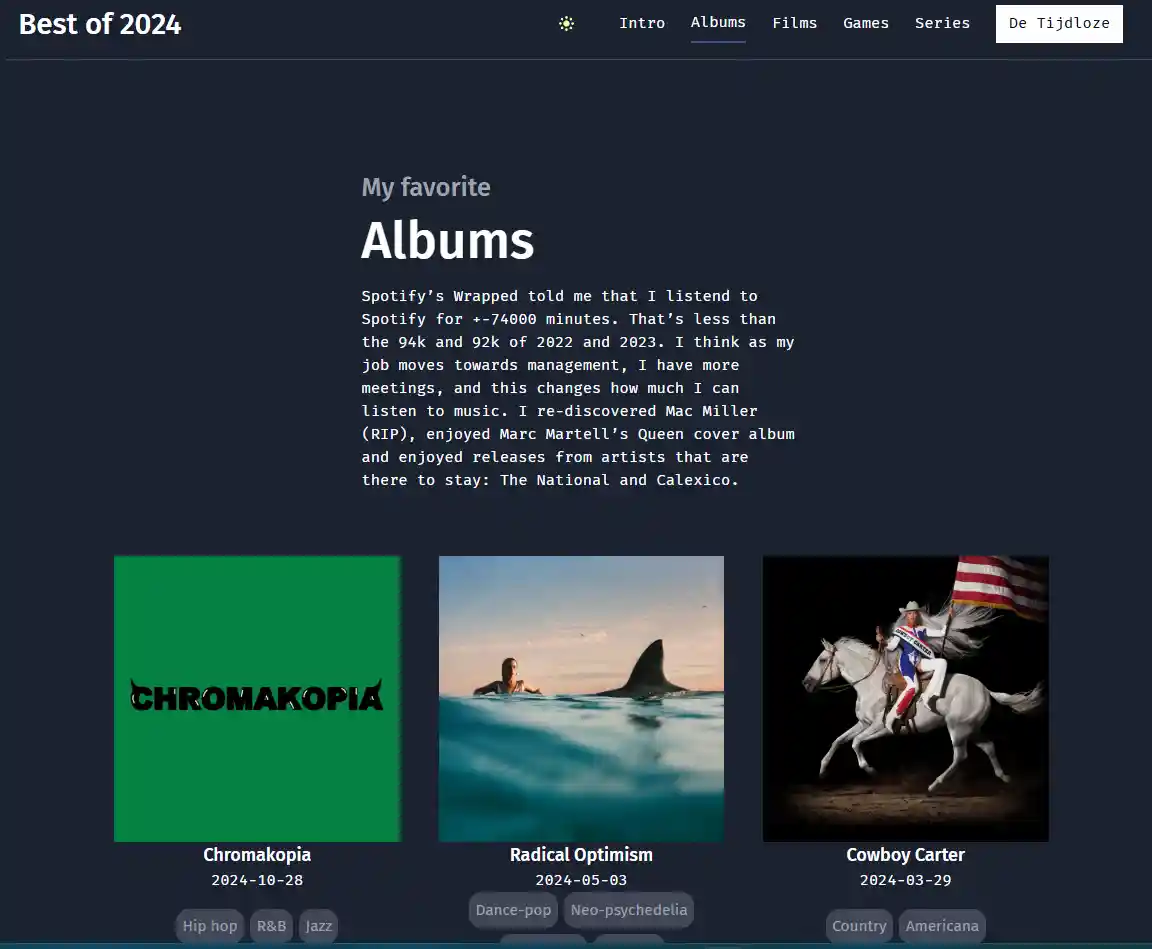 Best of 2024
Intro Albums Films Games Series De Tijdloze
My favorite
Albums
Spotify’s Wrapped told me that I listend to
Spotify for +-74000 minutes. That’s less than
the 94k and 92k of 2022 and 2023. I think as my
job moves towards management, I have more
meetings, and this changes how much I can
listen to music. I re-discovered Mac Miller
(RIP), enjoyed Marc Martell’s Queen cover album
and enjoyed releases from artists that are
there to stay: The National and Calexico.
CHROMAKOPIA
COWBOY CARTER
Chromakopia Radical Optimism Cowboy Carter
2024-10-28 2024-05-03 2024-03-29
Dance-pop Neo-psychedelia
Hip hop R&B Jazz Country Americana